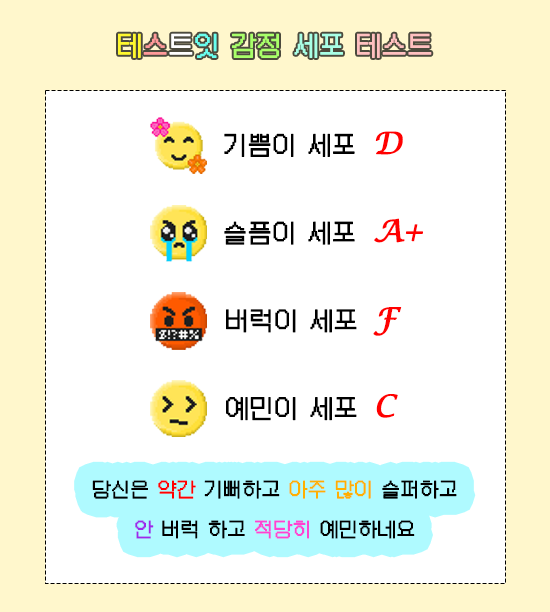 테스트잇 감정 세포 테스트
기쁨이 세포 D
슬픔이 세포 A+
버럭이 세포 F
$!?#%
예민이 세포 C
당신은 약간 기뻐하고 아주 많이 슬퍼하고
안 버럭 하고 적당히 예민하네요